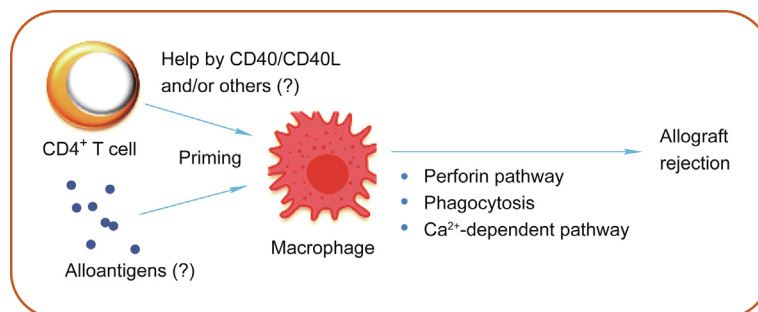 Help by CD40/CD40L
and/or others (?)
CD4⁺ T cell
Priming
Alloantigens (?)
Macrophage
• Perforin pathway
• Phagocytosis
• Ca²⁺-dependent pathway
Allograft
rejection